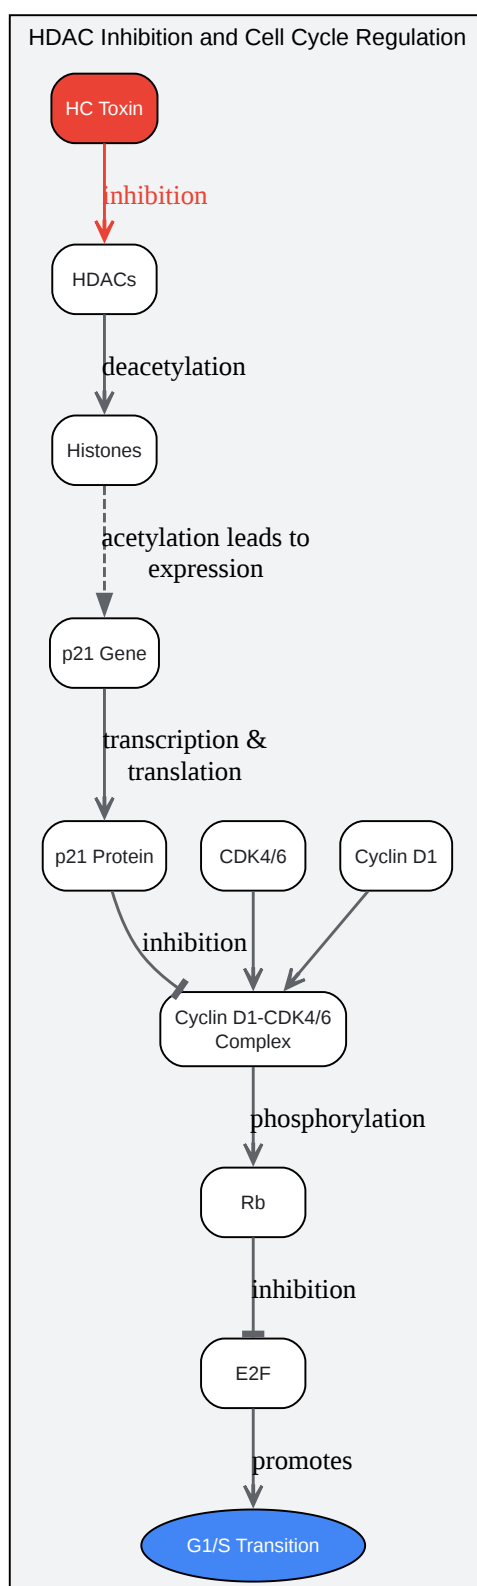 HDAC Inhibition and Cell Cycle Regulation
HC Toxin
inhibition
HDACs
deacetylation
Histones
acetylation leads to
expression
p21 Gene
transcription &
translation
p21 Protein
CDK4/6
Cyclin D1
inhibition
Cyclin D1-CDK4/6
Complex
phosphorylation
Rb
inhibition
E2F
promotes
G1/S Transition